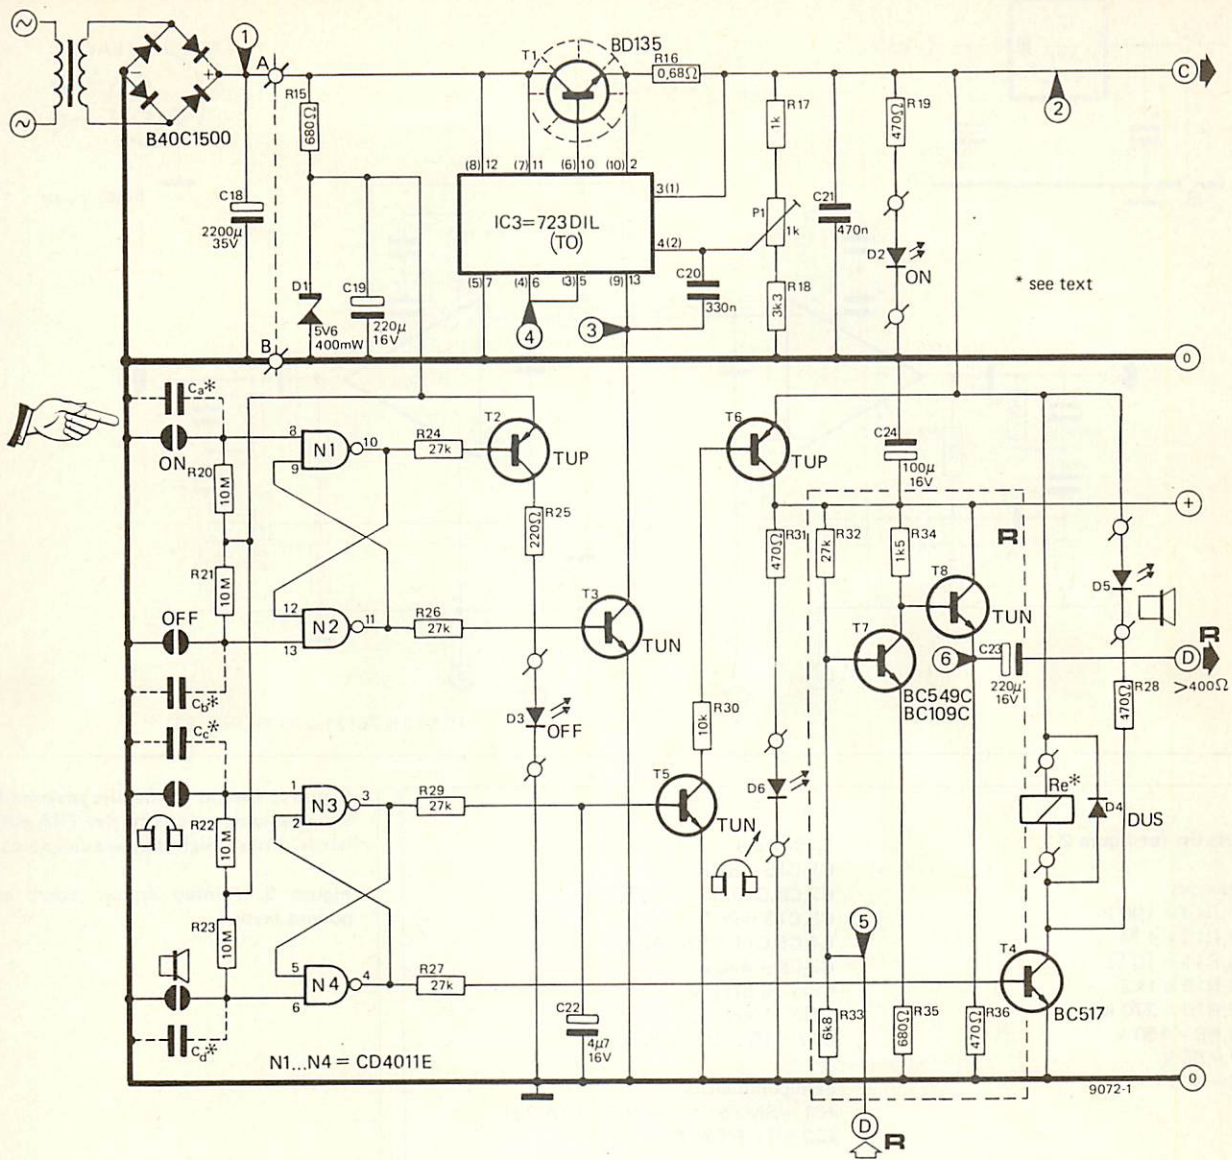 1
A
T1
BD135
R16
0,68Ω
C
B40C1500
R15
680Ω
(8) 12
(7) 11
(6) 10
(10) 2
3(1)
4(2)
IC3=723DIL
(TO)
(5) 7
(4) 6
(3) 5
(9) 13
R17
1k
P1
1k
R18
3k3
R19
470Ω
2
C18
2200µ
35V
D1
5V6
400mW
C19
220µ
16V
C20
330n
C21
470n
D2
ON
* see text
4
3
B
0
Ca*
ON
R20
10M
8
9
N1
10
R24
27k
T2
TUP
T6
TUP
C24
100µ
16V
R25
220Ω
R21
10M
OFF
12
13
N2
11
R26
27k
T3
TUN
R31
470Ω
R32
27k
R34
1k5
R
+
T8
TUN
T7
BC549C
BC109C
6
C23
220µ
16V
D5
R
D
>400Ω
R28
470Ω
Cb*
Cc*
D3
OFF
R30
10k
1
2
N3
3
R29
27k
T5
TUN
D6
Re*
D4
DUS
R22
10M
R23
10M
5
6
N4
4
R27
27k
5
T4
BC517
Cd*
C22
4µ7
16V
R33
6k8
R35
680Ω
R36
470Ω
N1...N4 = CD4011E
9072-1
0
D
R